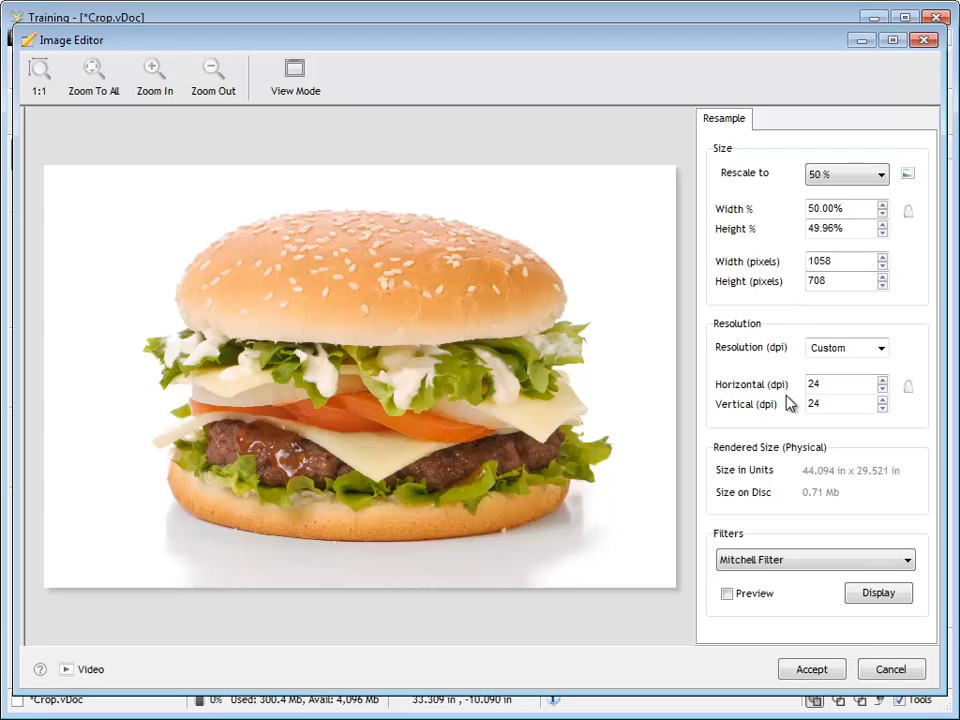 Training - [*Crop.vDoc]
Image Editor
1:1 Zoom To All Zoom In Zoom Out View Mode
Resample
Size
Rescale to 50 %
Width % 50.00%
Height % 49.96%
Width (pixels) 1058
Height (pixels) 708
Resolution
Resolution (dpi) Custom
Horizontal (dpi) 24
Vertical (dpi) 24
Rendered Size (Physical)
Size in Units 44.094 in x 29.521 in
Size on Disc 0.71 Mb
Filters
Mitchell Filter
Preview Display
? Video Accept Cancel
*Crop.vDoc 0% Used: 300.4 Mb, Avail: 4,096 Mb 33.309 in , -10.090 in Tools